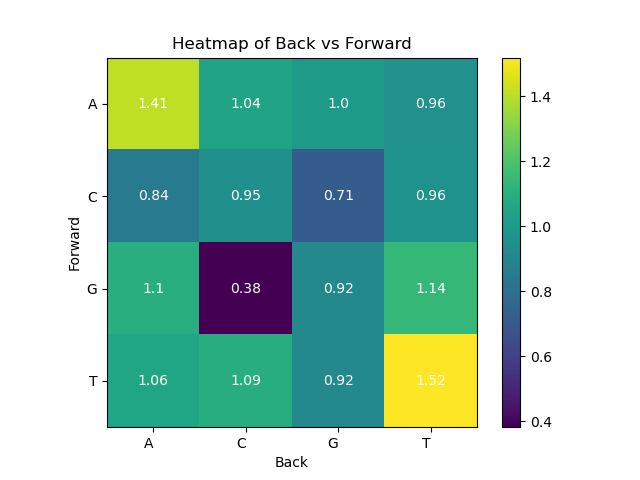 Heatmap of Back vs Forward
A 1.41 1.04 1.0 0.96
C 0.84 0.95 0.71 0.96
G 1.1 0.38 0.92 1.14
T 1.06 1.09 0.92 1.52
A C G T
Back
Forward
1.4
1.2
1.0
0.8
0.6
0.4